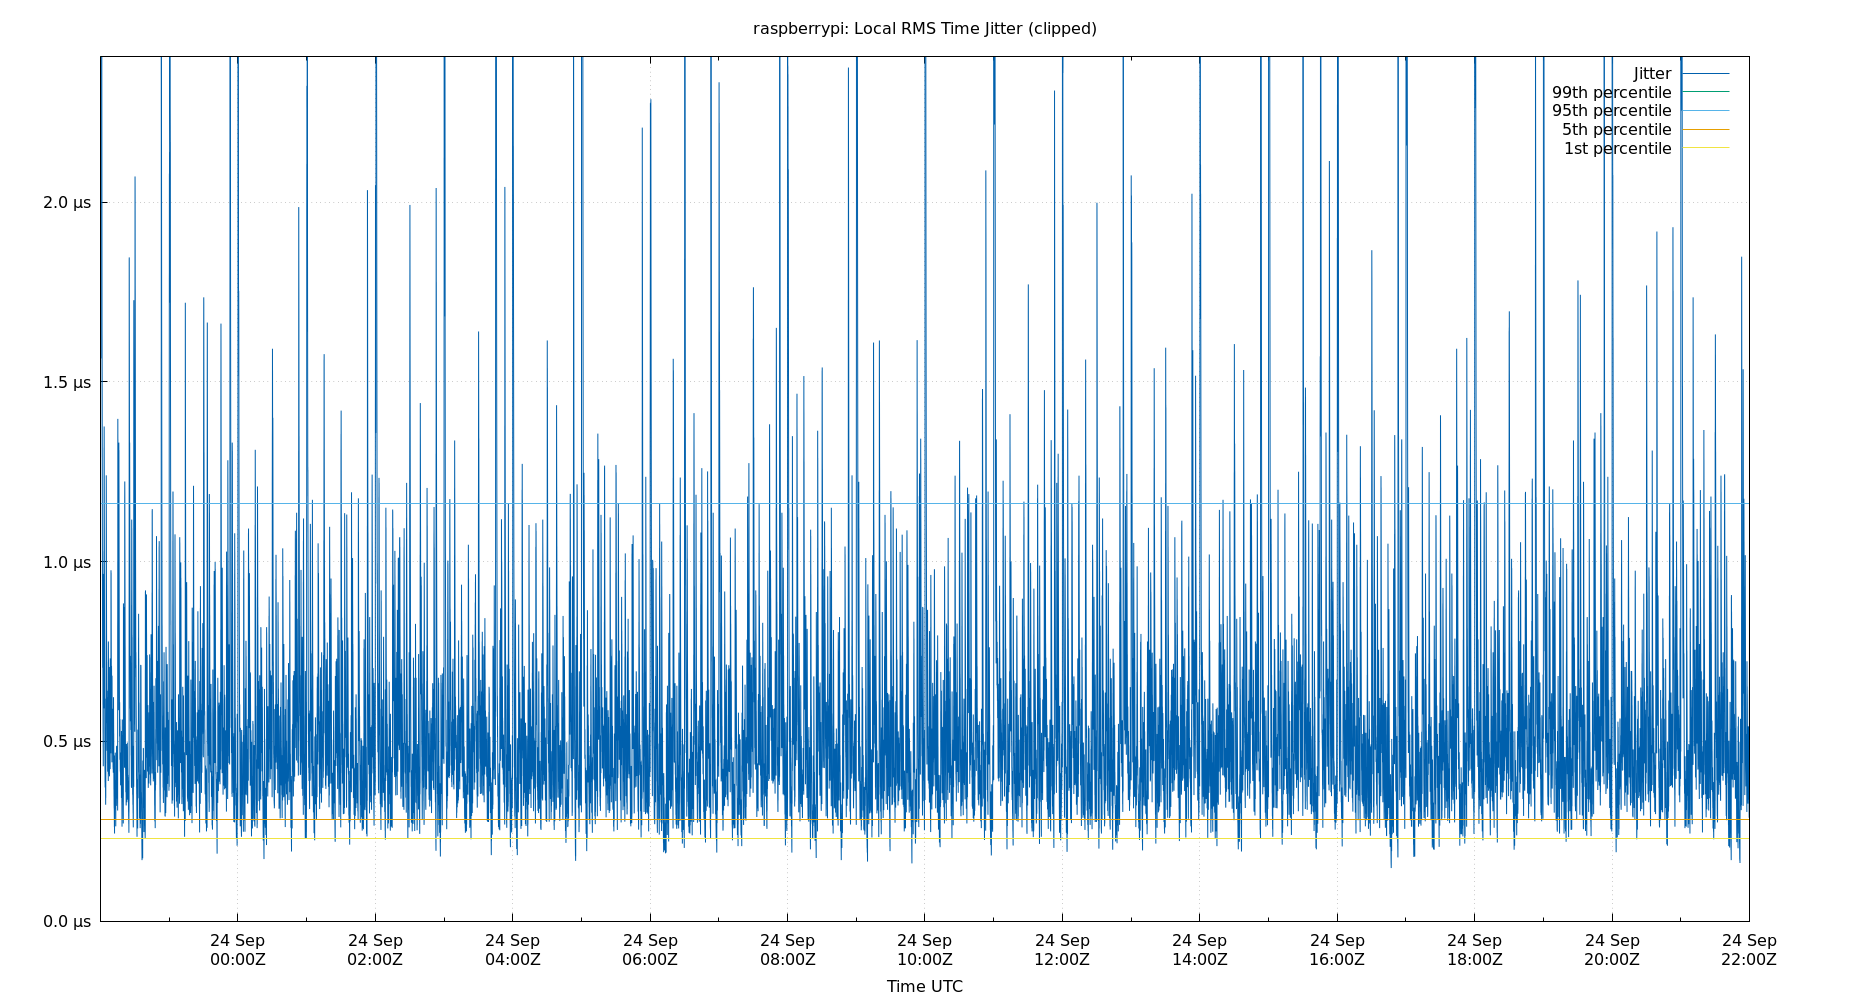 raspberrypi: Local RMS Time Jitter (clipped)
Jitter
99th percentile
95th percentile
5th percentile
1st percentile
2.0 µs
1.5 µs
1.0 µs
0.5 µs
0.0 µs
24 Sep 24 Sep 24 Sep 24 Sep 24 Sep 24 Sep 24 Sep 24 Sep 24 Sep 24 Sep 24 Sep 24 Sep
00:00Z 02:00Z 04:00Z 06:00Z 08:00Z 10:00Z 12:00Z 14:00Z 16:00Z 18:00Z 20:00Z 22:00Z
Time UTC